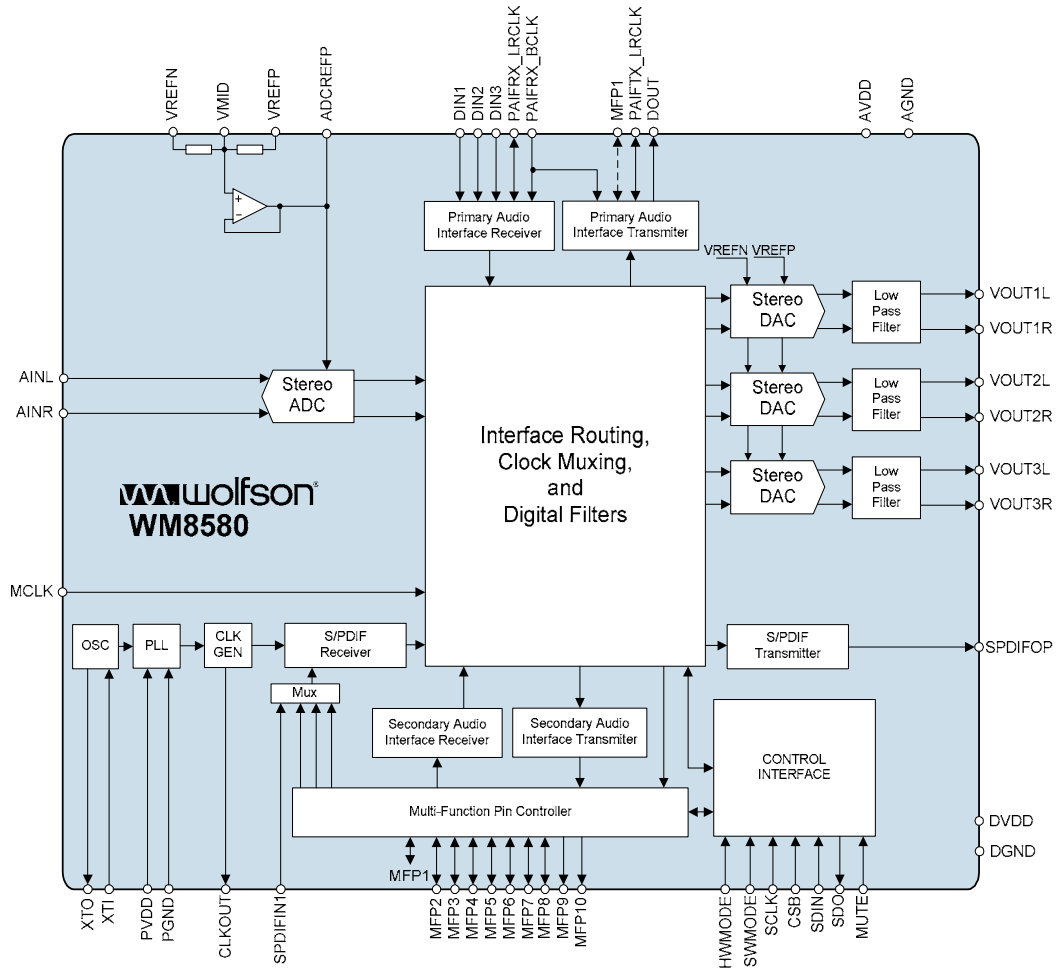 VREFN
VMID
VREFP
ADCREFP
DIN1
DIN2
DIN3
PAIFRX_LRCLK
PAIFRX_BCLK
MFP1
PAIFTX_LRCLK
DOUT
AVDD
AGND
+
−
Primary Audio
Interface Receiver
Primary Audio
Interface Transmiter
VREFN VREFP
Stereo
DAC
Low
Pass
Filter
VOUT1L
VOUT1R
AINL
AINR
Stereo
ADC
Stereo
DAC
Low
Pass
Filter
VOUT2L
VOUT2R
Interface Routing,
Clock Muxing,
and
Digital Filters
Stereo
DAC
Low
Pass
Filter
VOUT3L
VOUT3R
wolfson®
WM8580
MCLK
OSC
PLL
CLK
GEN
S/PDIF
Receiver
Mux
S/PDIF
Transmitter
SPDIFOP
Secondary Audio
Interface Receiver
Secondary Audio
Interface Transmiter
CONTROL
INTERFACE
Multi-Function Pin Controller
DVDD
DGND
MFP1
XTO
XTI
PVDD
PGND
CLKOUT
SPDIFIN1
MFP2
MFP3
MFP4
MFP5
MFP6
MFP7
MFP8
MFP9
MFP10
HWMODE
SWMODE
SCLK
CSB
SDIN
SDO
MUTE